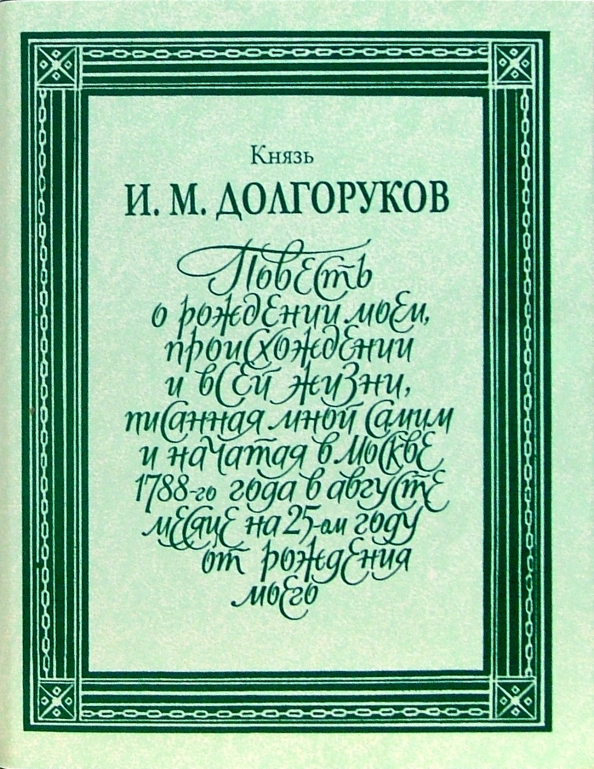 Князь
И. М. ДОЛГОРУКОВ
Повесть
о рождении моем,
происхождении
и всей жизни,
писанная мной самим
и начатая в Москве
1788-го года в августе
месяце на 25-ом году
от рождения
моего